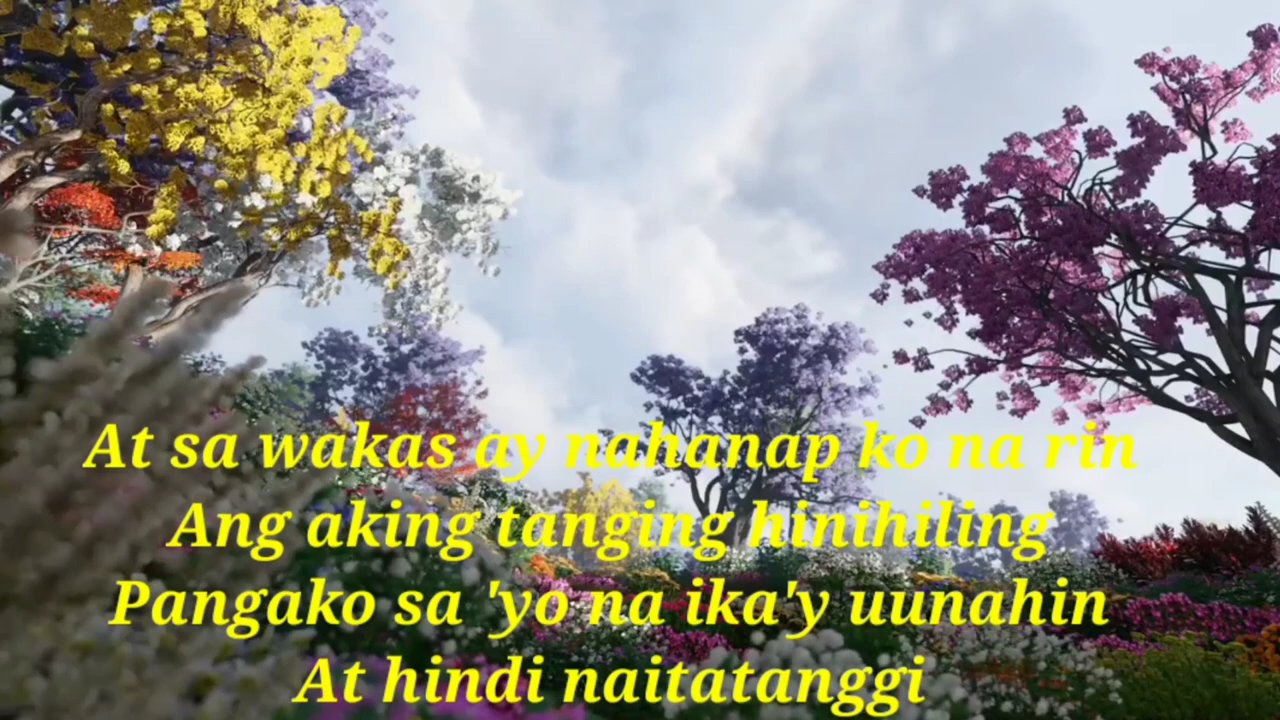 At sa wakas ay nahanap ko na rin
Ang aking tanging hinihiling
Pangako sa 'yo na ika'y uunahin
At hindi naitatanggi